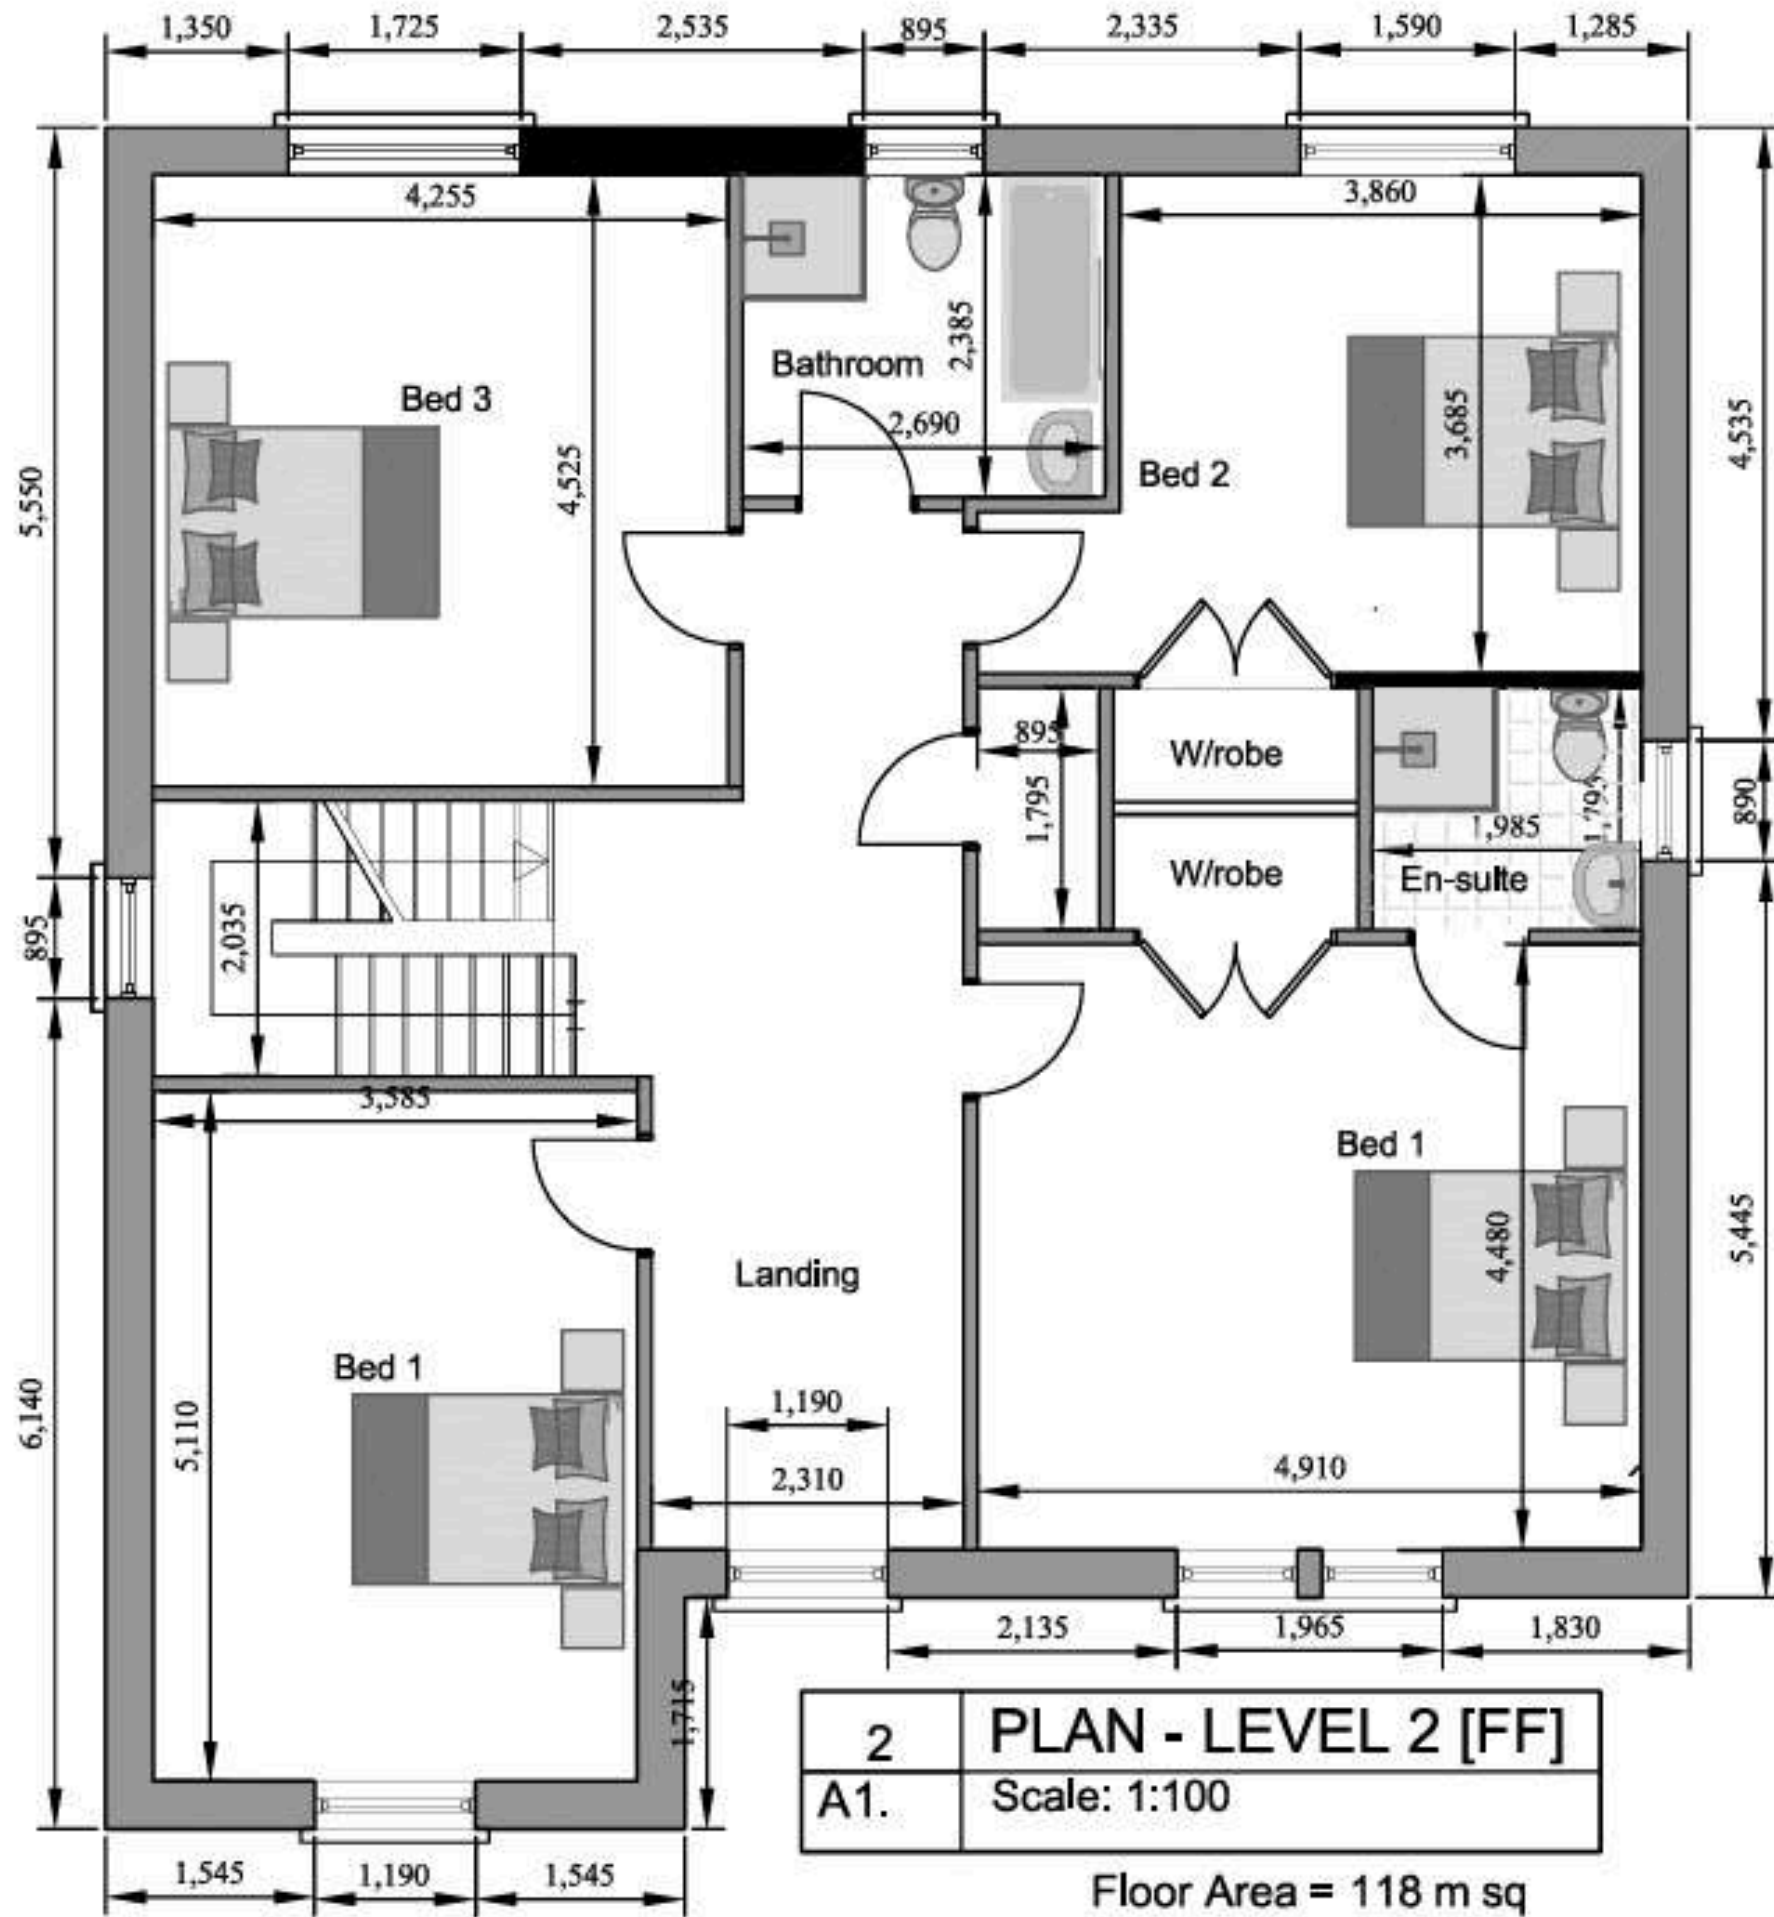 1,350 1,725 2,535 895 2,335 1,590 1,285
4,255
3,860
5,550
4,525
Bed 3
Bathroom
2,385
2,690
Bed 2
3,685
4,535
895
1,795
W/robe
W/robe
1,985
1,795
En-suite
890
895
2,035
3,585
Bed 1
4,480
5,445
Landing
Bed 1
5,110
6,140
1,190
2,310
4,910
2,135 1,965 1,830
1,715
2 PLAN - LEVEL 2 [FF]
A1. Scale: 1:100
1,545 1,190 1,545
Floor Area = 118 m sq